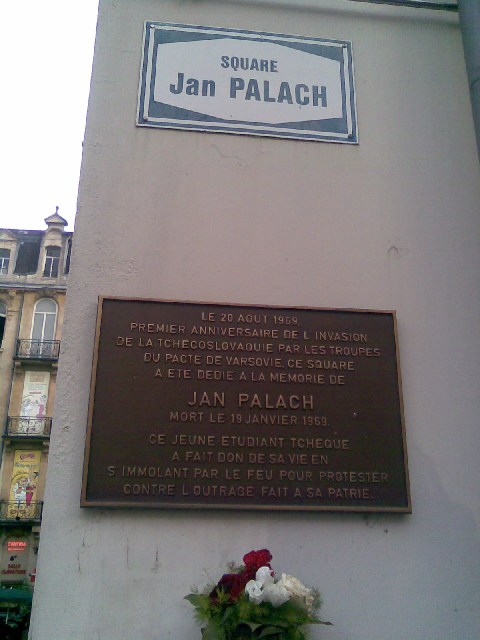 SQUARE
Jan PALACH
LE 20 AOUT 1969,
PREMIER ANNIVERSAIRE DE L INVASION
DE LA TCHECOSLOVAQUIE PAR LES TROUPES
DU PACTE DE VARSOVIE, CE SQUARE
A ETE DEDIE A LA MEMOIRE DE
JAN PALACH
MORT LE 19 JANVIER 1969.
CE JEUNE ETUDIANT TCHEQUE
A FAIT DON DE SA VIE EN
S IMMOLANT PAR LE FEU POUR PROTESTER
CONTRE L OUTRAGE FAIT A SA PATRIE.